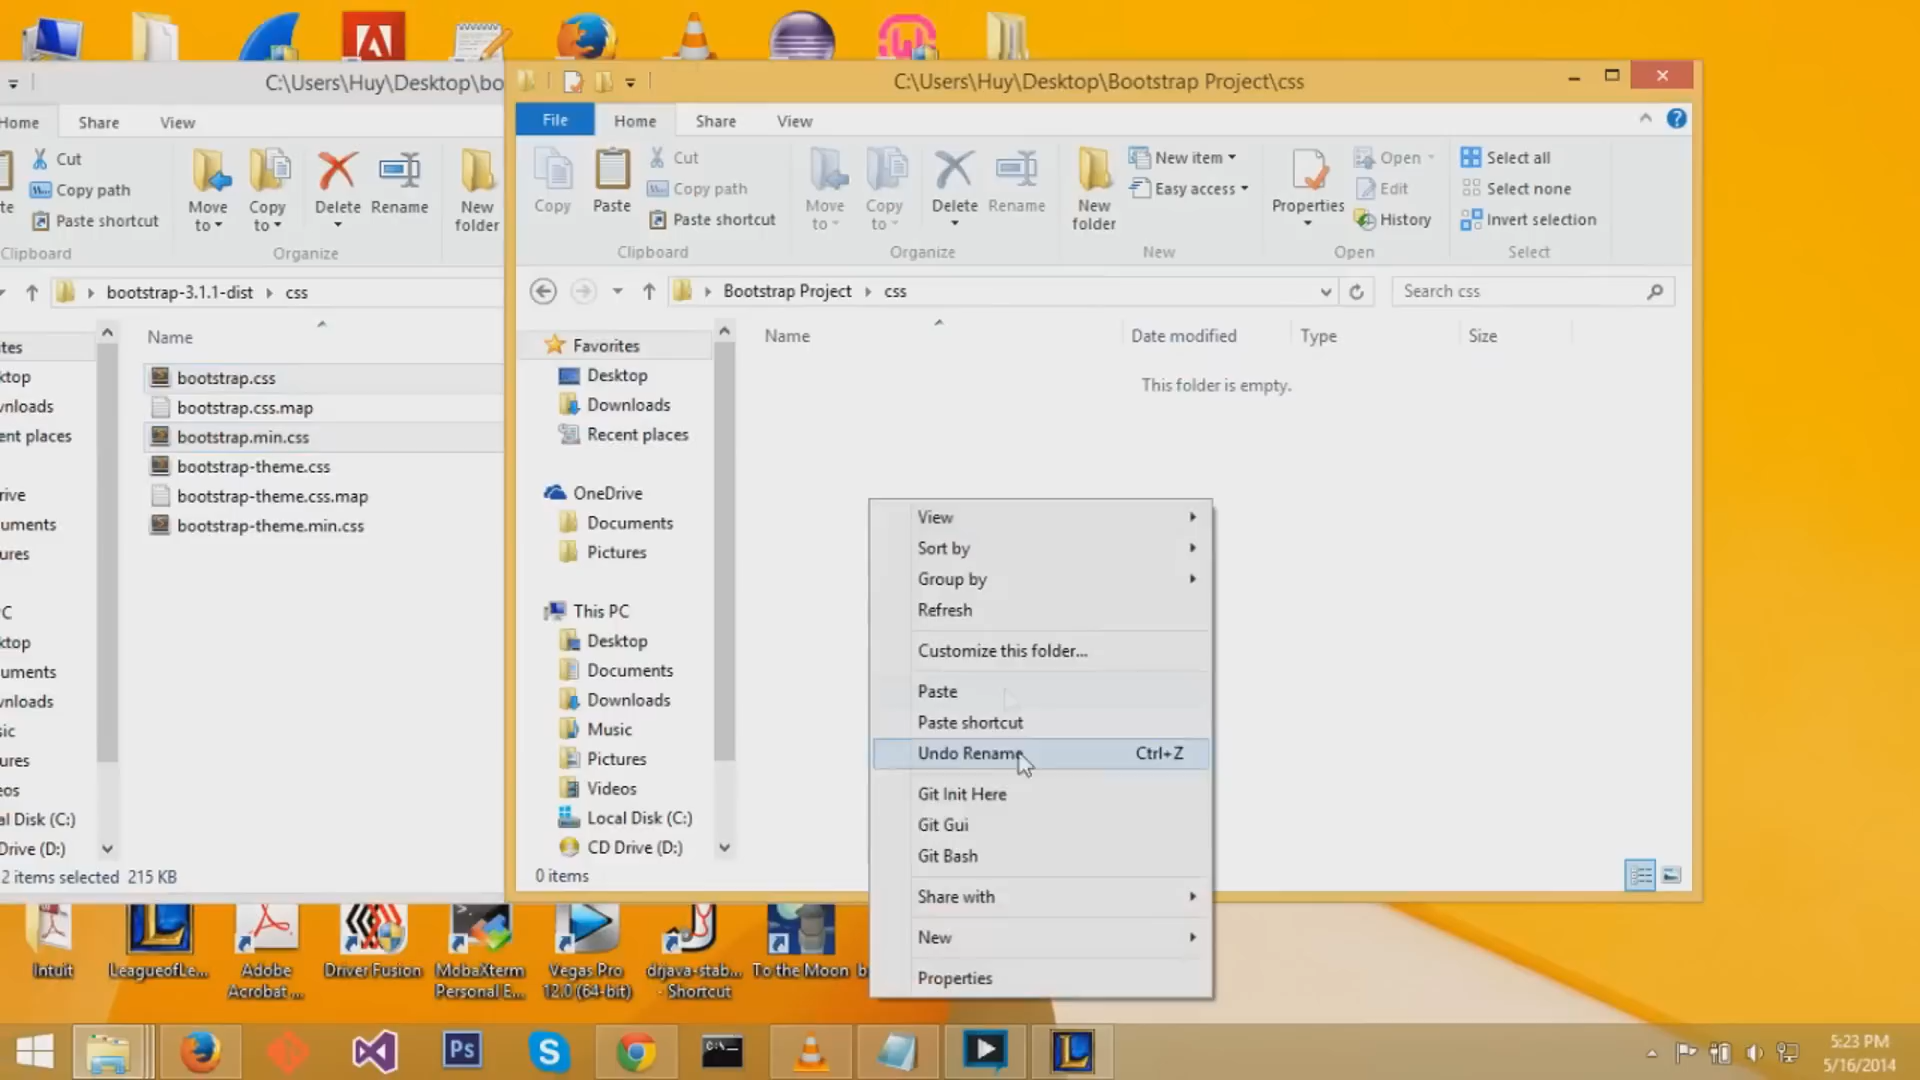 C:\Users\Huy\Desktop\bo
C:\Users\Huy\Desktop\Bootstrap Project\css
Home
Share
View
Cut
Copy path
Paste shortcut
Move to
Copy to
Delete
Rename
New folder
Clipboard
Organize
bootstrap-3.1.1-dist
css
Name
bootstrap.css
bootstrap.css.map
bootstrap.min.css
bootstrap-theme.css
bootstrap-theme.css.map
bootstrap-theme.min.css
2 items selected 215 KB
File
Home
Share
View
Copy
Paste
Cut
Copy path
Paste shortcut
Clipboard
Move to
Copy to
Delete
Rename
Organize
New folder
New item
Easy access
New
Properties
Open
Edit
History
Open
Select all
Select none
Invert selection
Select
Bootstrap Project
css
Search css
Name
Date modified
Type
Size
This folder is empty.
Favorites
Desktop
Downloads
Recent places
OneDrive
Documents
Pictures
This PC
Desktop
Documents
Downloads
Music
Pictures
Videos
Local Disk (C:)
CD Drive (D:)
0 items
View
Sort by
Group by
Refresh
Customize this folder...
Paste
Paste shortcut
Undo Rename Ctrl+Z
Git Init Here
Git Gui
Git Bash
Share with
New
Properties
Intuit
LeagueofLe...
Adobe Acrobat ...
Driver Fusion
MobaXterm Personal E...
Vegas Pro 12.0 (64-bit)
drjava-stab... - Shortcut
To the Moon
Ps
S
L
5:23 PM
5/16/2014